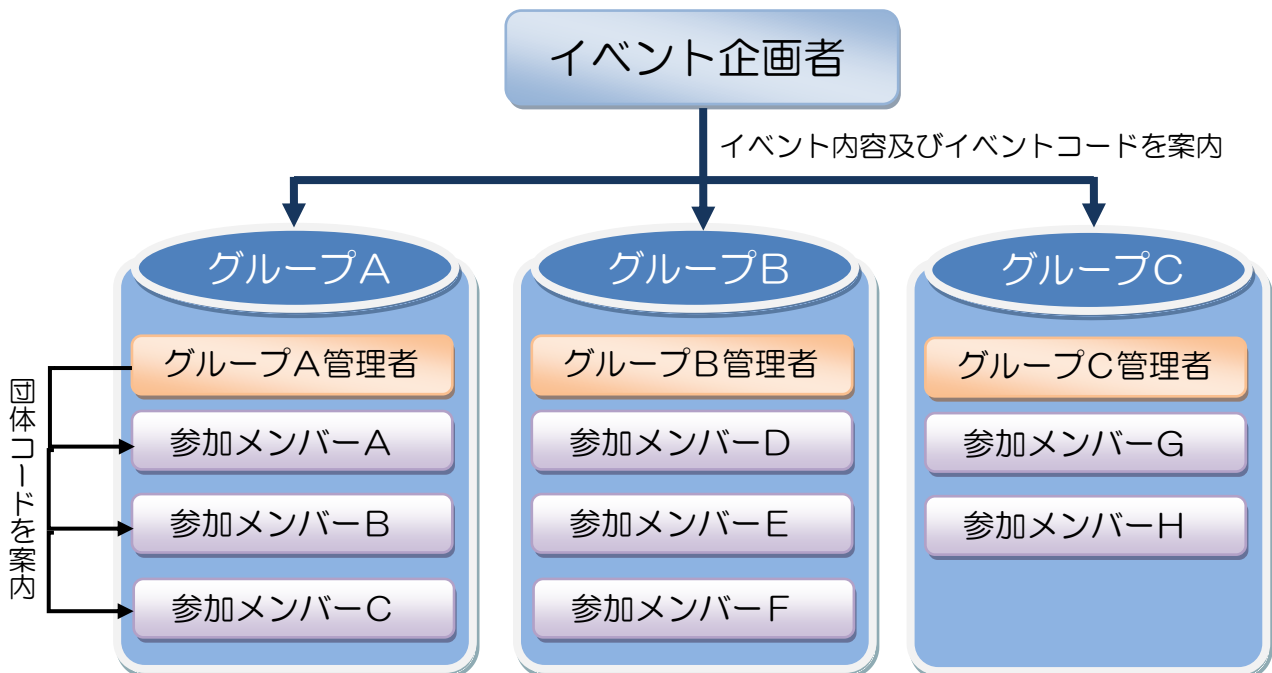 イベント企画者
イベント内容及びイベントコードを案内
グループA
グループB
グループC
グループA管理者
グループB管理者
グループC管理者
団体コードを案内
参加メンバーA
参加メンバーD
参加メンバーG
参加メンバーB
参加メンバーE
参加メンバーH
参加メンバーC
参加メンバーF